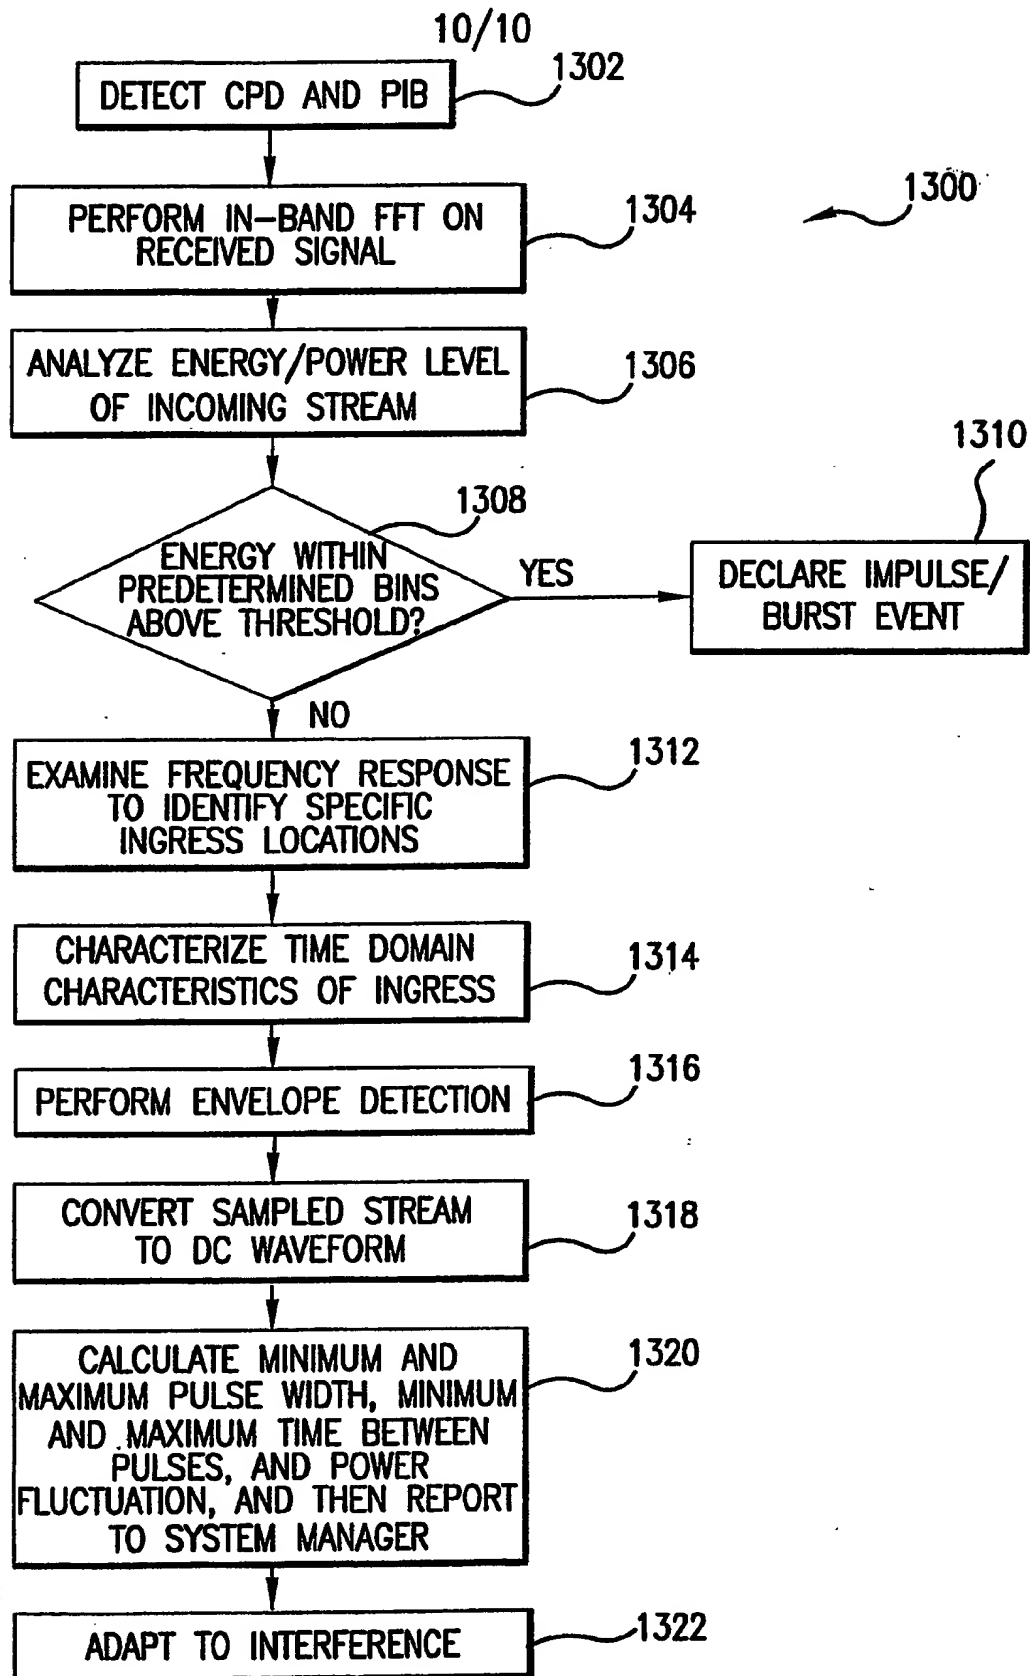 10/10
DETECT CPD AND PIB
1302
1300
PERFORM IN-BAND FFT ON
RECEIVED SIGNAL
1304
ANALYZE ENERGY/POWER LEVEL
OF INCOMING STREAM
1306
1308
ENERGY WITHIN
PREDETERMINED BINS
ABOVE THRESHOLD?
YES
1310
DECLARE IMPULSE/
BURST EVENT
NO
EXAMINE FREQUENCY RESPONSE
TO IDENTIFY SPECIFIC
INGRESS LOCATIONS
1312
CHARACTERIZE TIME DOMAIN
CHARACTERISTICS OF INGRESS
1314
PERFORM ENVELOPE DETECTION
1316
CONVERT SAMPLED STREAM
TO DC WAVEFORM
1318
CALCULATE MINIMUM AND
MAXIMUM PULSE WIDTH, MINIMUM
AND MAXIMUM TIME BETWEEN
PULSES, AND POWER
FLUCTUATION, AND THEN REPORT
TO SYSTEM MANAGER
1320
ADAPT TO INTERFERENCE
1322